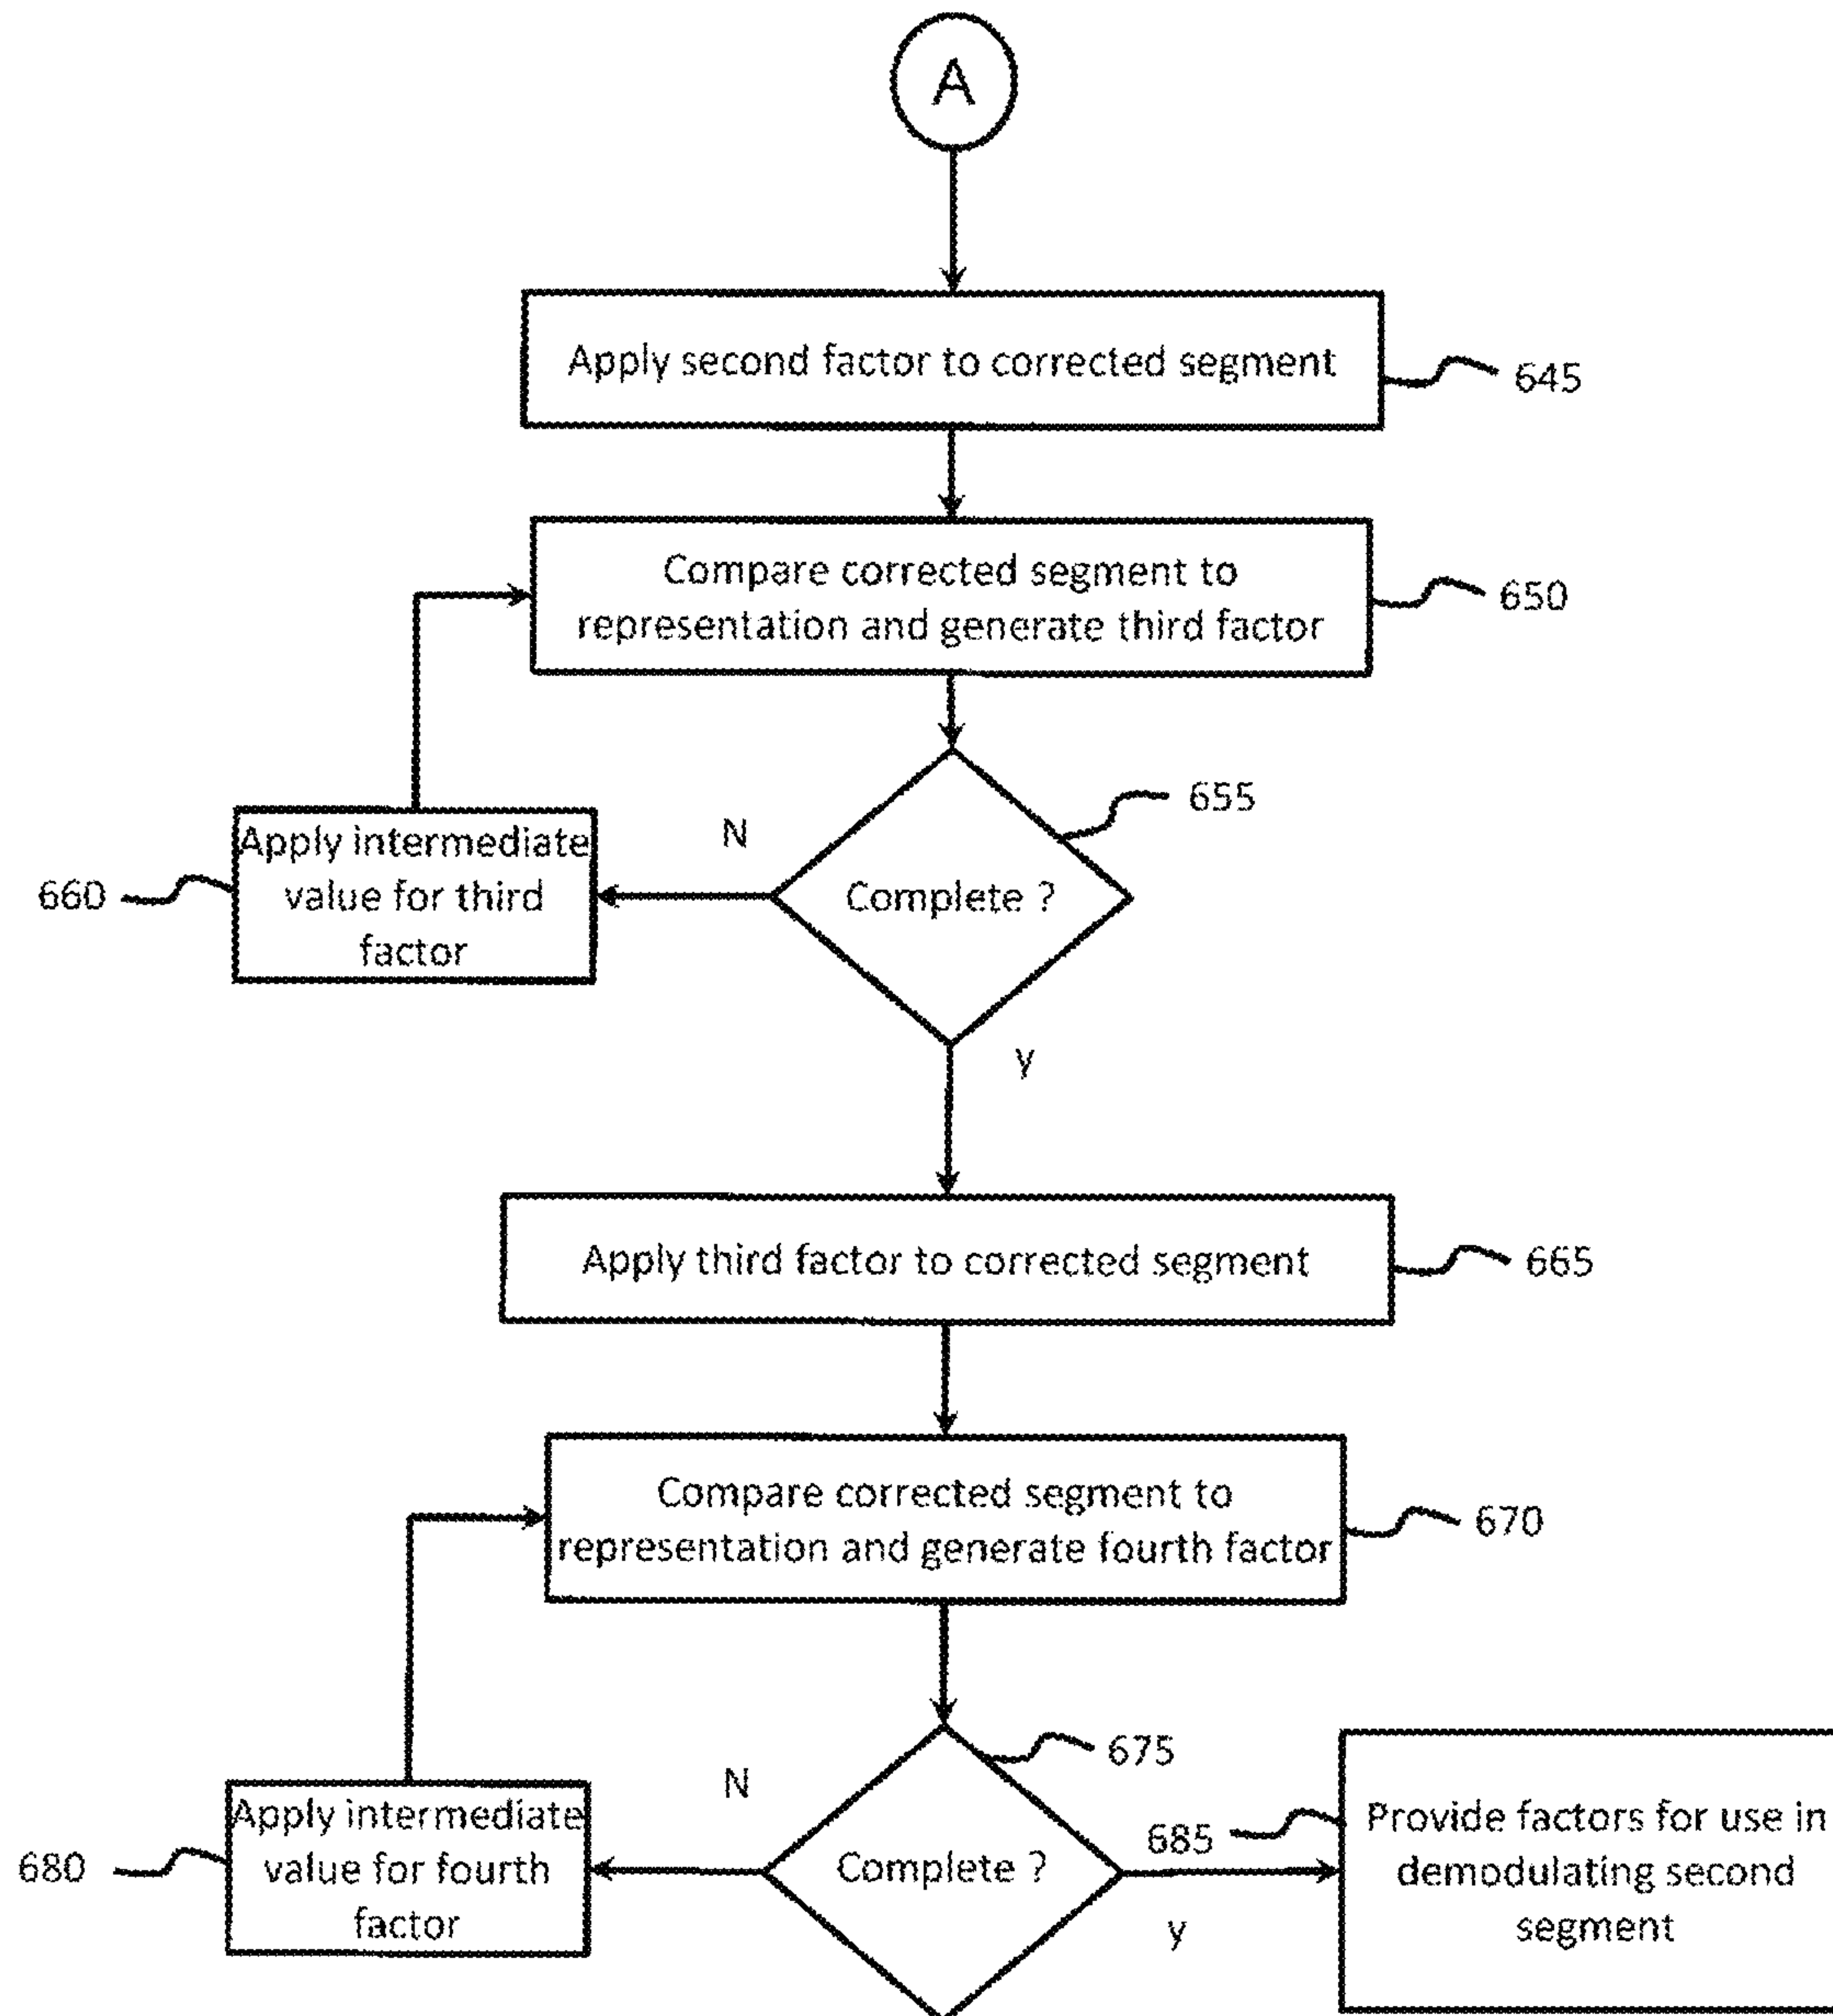 A
Apply second factor to corrected segment
645
Compare corrected segment to
representation and generate third factor
650
655
N
Complete ?
Apply intermediate
value for third
factor
660
y
Apply third factor to corrected segment
665
Compare corrected segment to
representation and generate fourth factor
670
675
N
Complete ?
Apply intermediate
value for fourth
factor
680
y
685
Provide factors for use in
demodulating second
segment